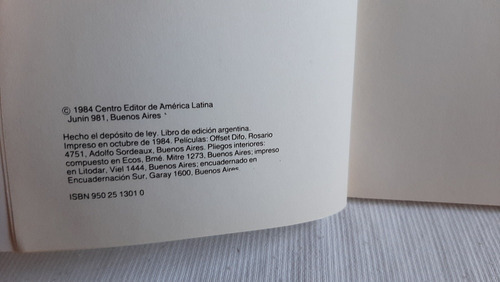 © 1984 Centro Editor de América Latina
Junín 981, Buenos Aires
Hecho el depósito de ley. Libro de edición argentina.
Impreso en octubre de 1984. Películas: Offset Difo, Rosario
4751, Adolfo Sordeaux, Buenos Aires. Pliegos interiores:
compuesto en Ecos, Brmé. Mitre 1273, Buenos Aires; impreso
en Litodar, Viel 1444, Buenos Aires; encuadernado en
Encuadernación Sur, Garay 1600, Buenos Aires.
ISBN 950 25 1301 0